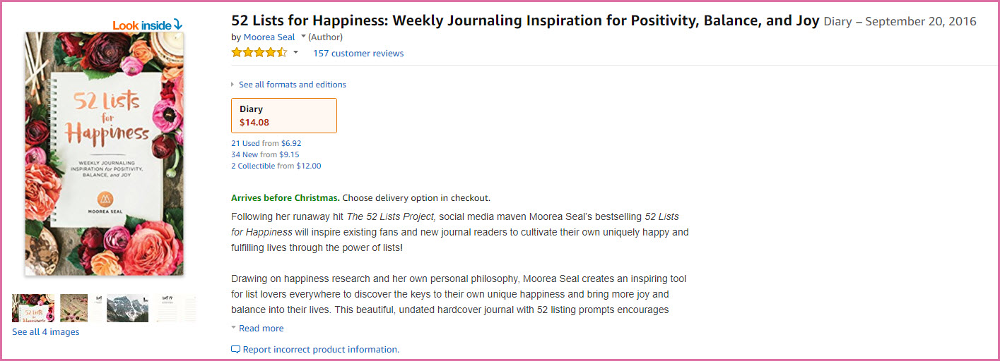 Look inside
52 Lists
for
Happiness
WEEKLY JOURNALING
INSPIRATION for POSITIVITY,
BALANCE, and JOY
MOOREA SEAL
See all 4 images
52 Lists for Happiness: Weekly Journaling Inspiration for Positivity, Balance, and Joy Diary – September 20, 2016
by Moorea Seal (Author)
157 customer reviews
See all formats and editions
Diary
$14.08
21 Used from $6.92
34 New from $9.15
2 Collectible from $12.00
Arrives before Christmas. Choose delivery option in checkout.
Following her runaway hit The 52 Lists Project, social media maven Moorea Seal’s bestselling 52 Lists
for Happiness will inspire existing fans and new journal readers to cultivate their own uniquely happy and
fulfilling lives through the power of lists!
Drawing on happiness research and her own personal philosophy, Moorea Seal creates an inspiring tool
for list lovers everywhere to discover the keys to their own unique happiness and bring more joy and
balance into their lives. This beautiful, undated hardcover journal with 52 listing prompts encourages
Read more
Report incorrect product information.